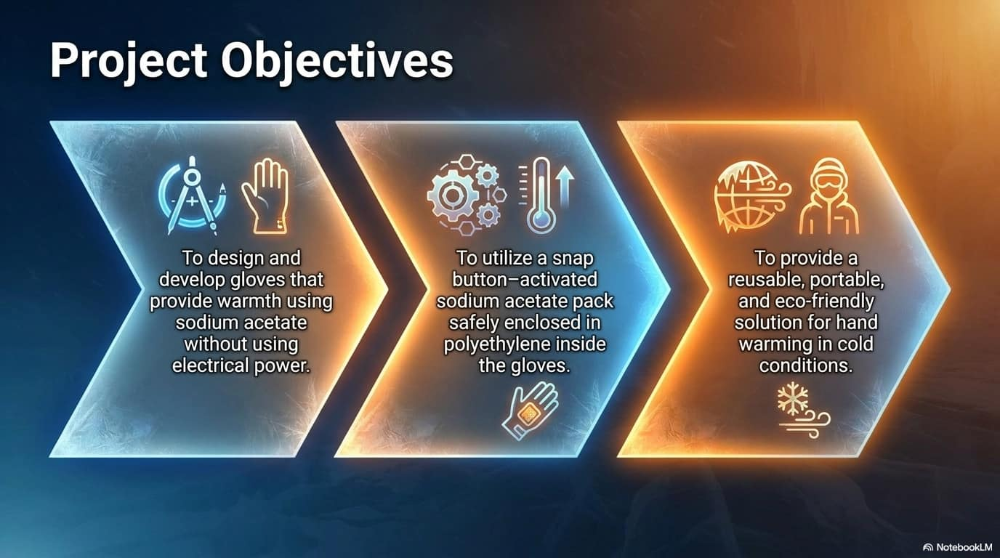 Project Objectives
To design and
develop gloves that
provide warmth using
sodium acetate
without using
electrical power.
To utilize a snap
button–activated
sodium acetate pack
safely enclosed in
polyethylene inside
the gloves.
To provide a
reusable, portable,
and eco-friendly
solution for hand
warming in cold
conditions.
NotebookLM